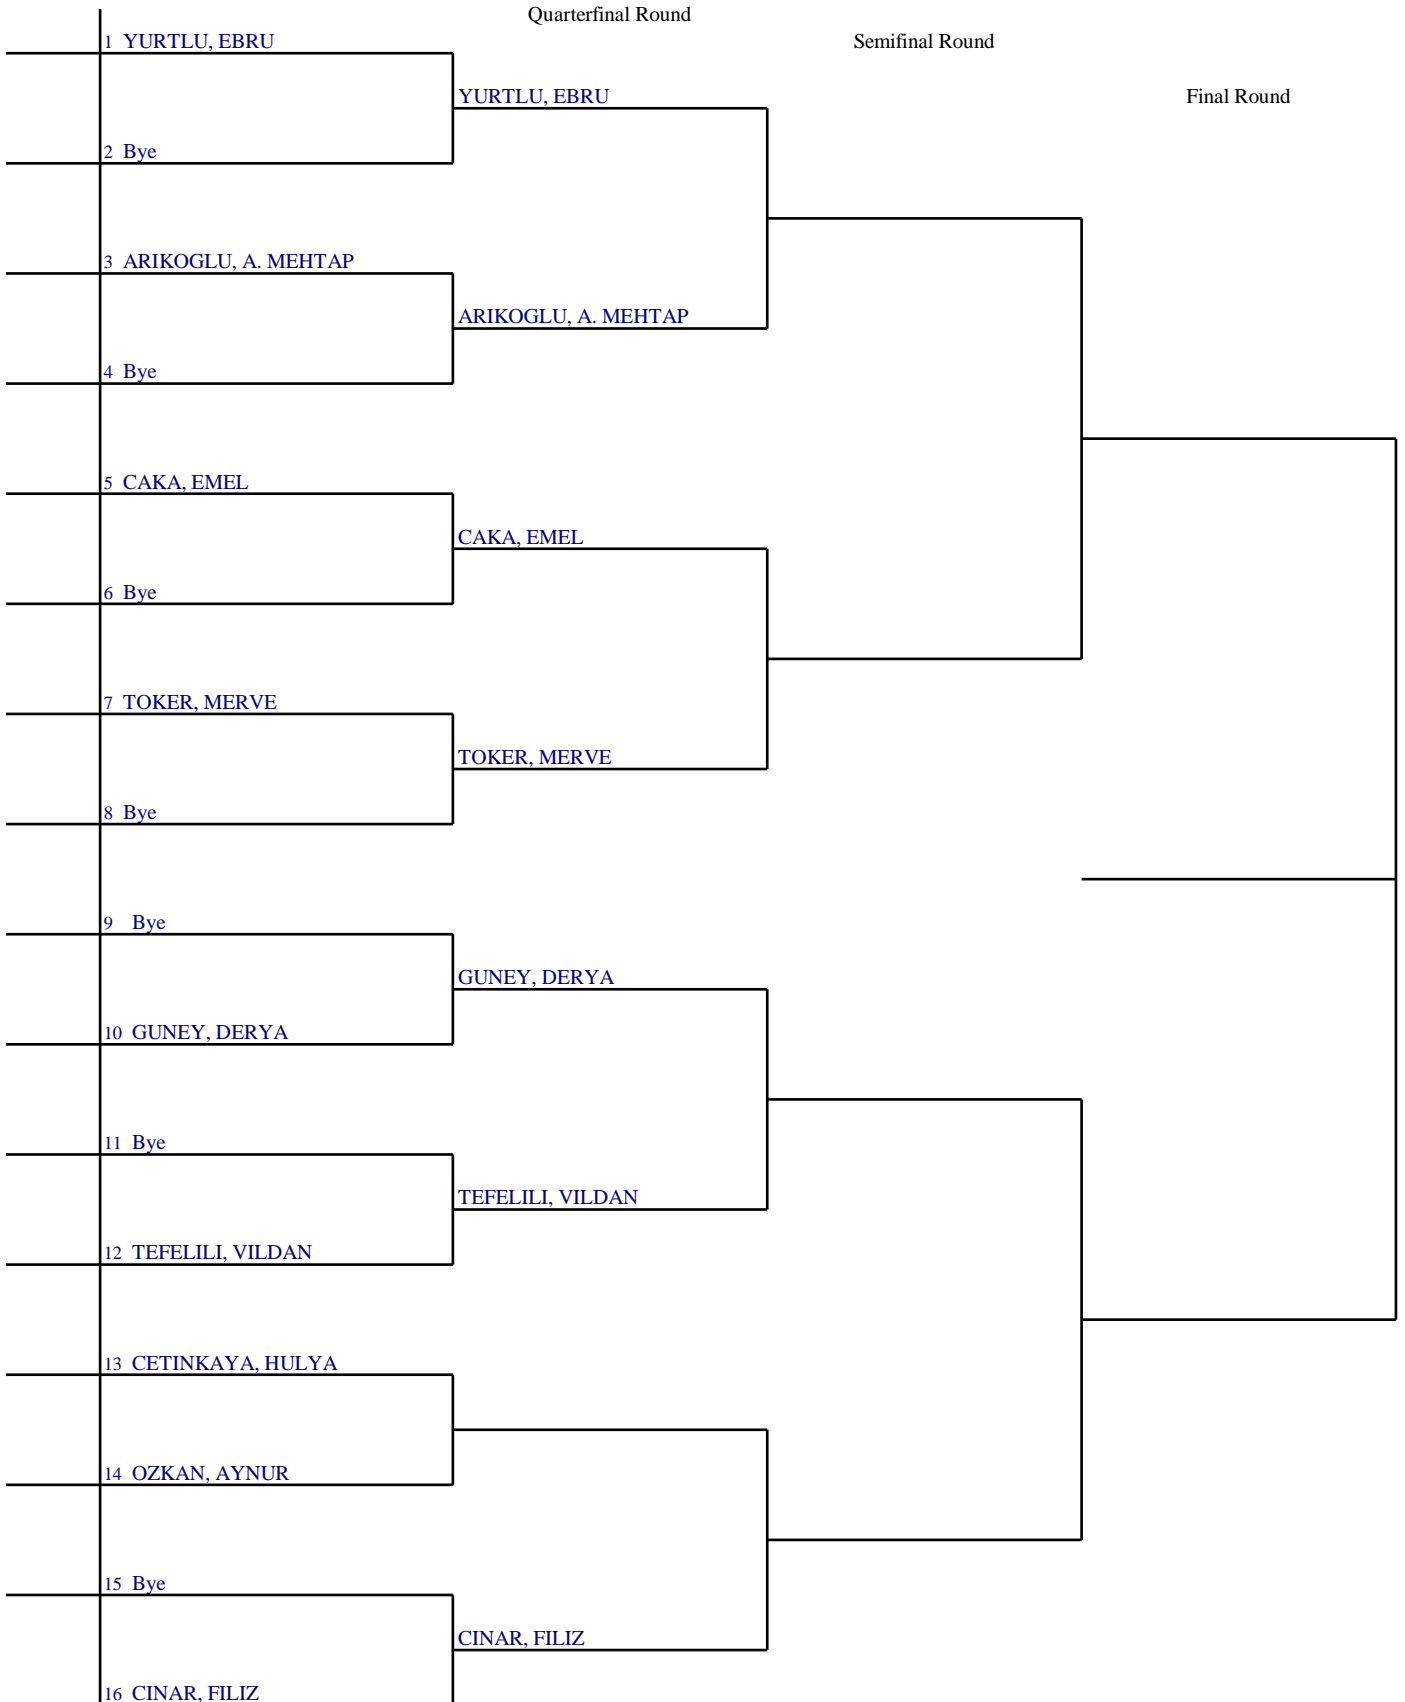 Quarterfinal Round
1 YURTLU, EBRU
Semifinal Round
YURTLU, EBRU
Final Round
2 Bye
3 ARIKOGLU, A. MEHTAP
ARIKOGLU, A. MEHTAP
4 Bye
5 CAKA, EMEL
CAKA, EMEL
6 Bye
7 TOKER, MERVE
TOKER, MERVE
8 Bye
9 Bye
GUNEY, DERYA
10 GUNEY, DERYA
11 Bye
TEFELILI, VILDAN
12 TEFELILI, VILDAN
13 CETINKAYA, HULYA
14 OZKAN, AYNUR
15 Bye
CINAR, FILIZ
16 CINAR, FILIZ